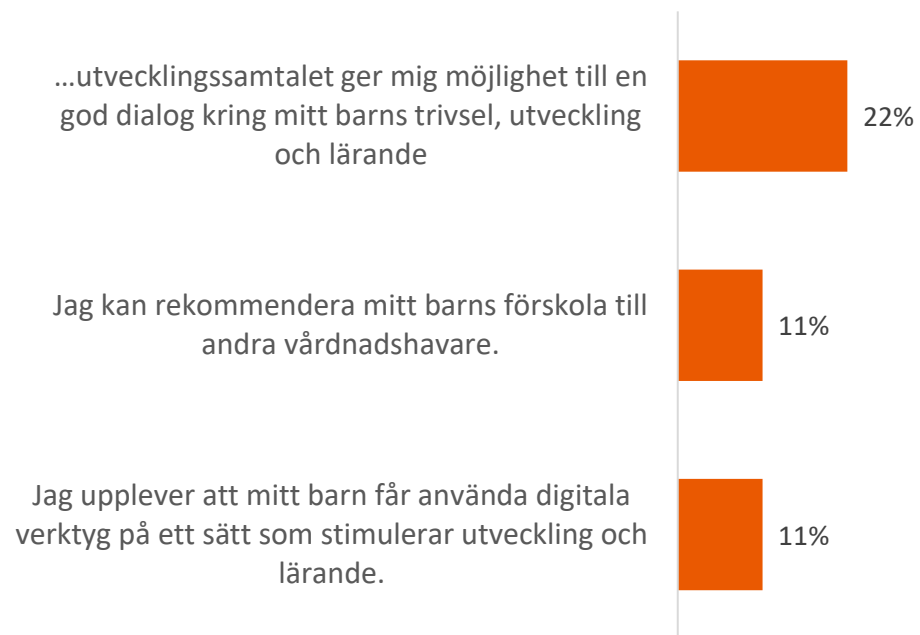 ...utvecklingssamtalet ger mig möjlighet till en
god dialog kring mitt barns trivsel, utveckling
och lärande
22%
Jag kan rekommendera mitt barns förskola till
andra vårdnadshavare.
11%
Jag upplever att mitt barn får använda digitala
verktyg på ett sätt som stimulerar utveckling och
lärande.
11%